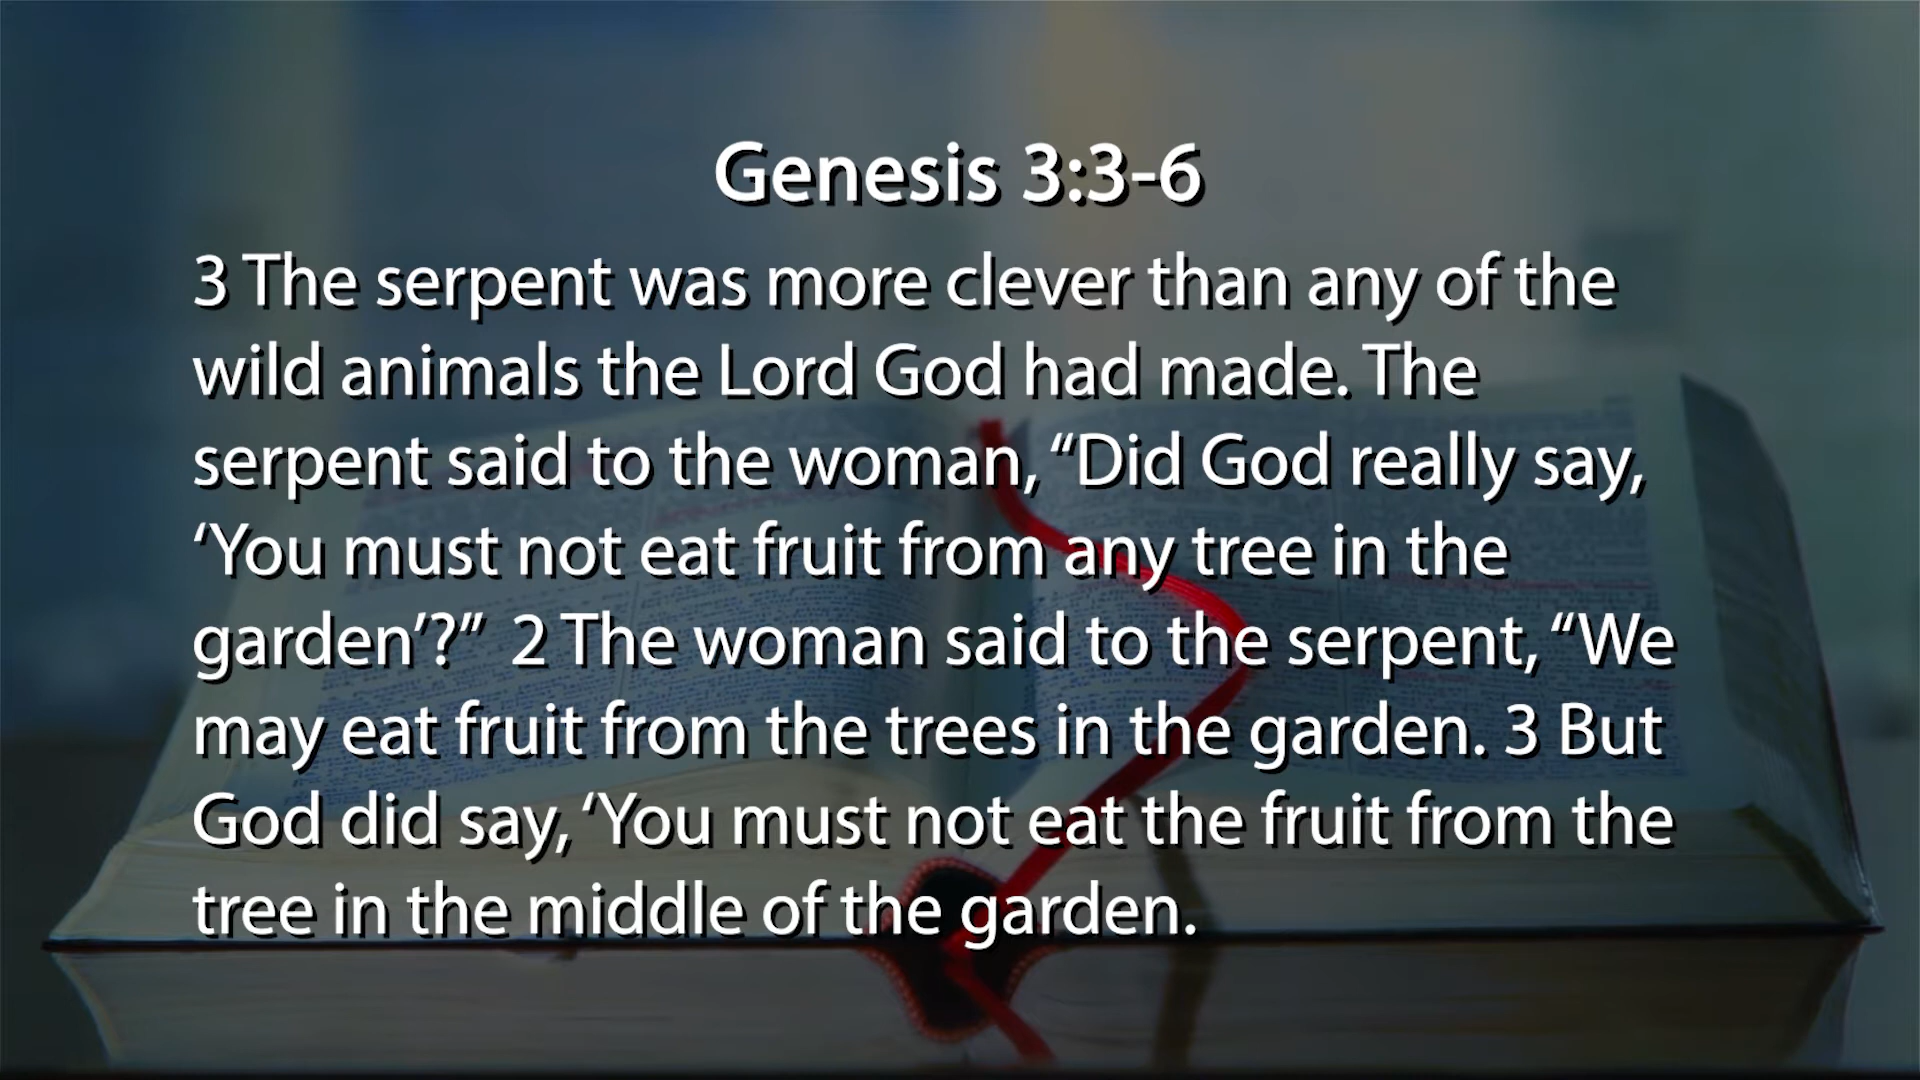 Genesis 3:3-6
3 The serpent was more clever than any of the
wild animals the Lord God had made. The
serpent said to the woman, “Did God really say,
‘You must not eat fruit from any tree in the
garden’?”  2 The woman said to the serpent, “We
may eat fruit from the trees in the garden. 3 But
God did say, ‘You must not eat the fruit from the
tree in the middle of the garden.